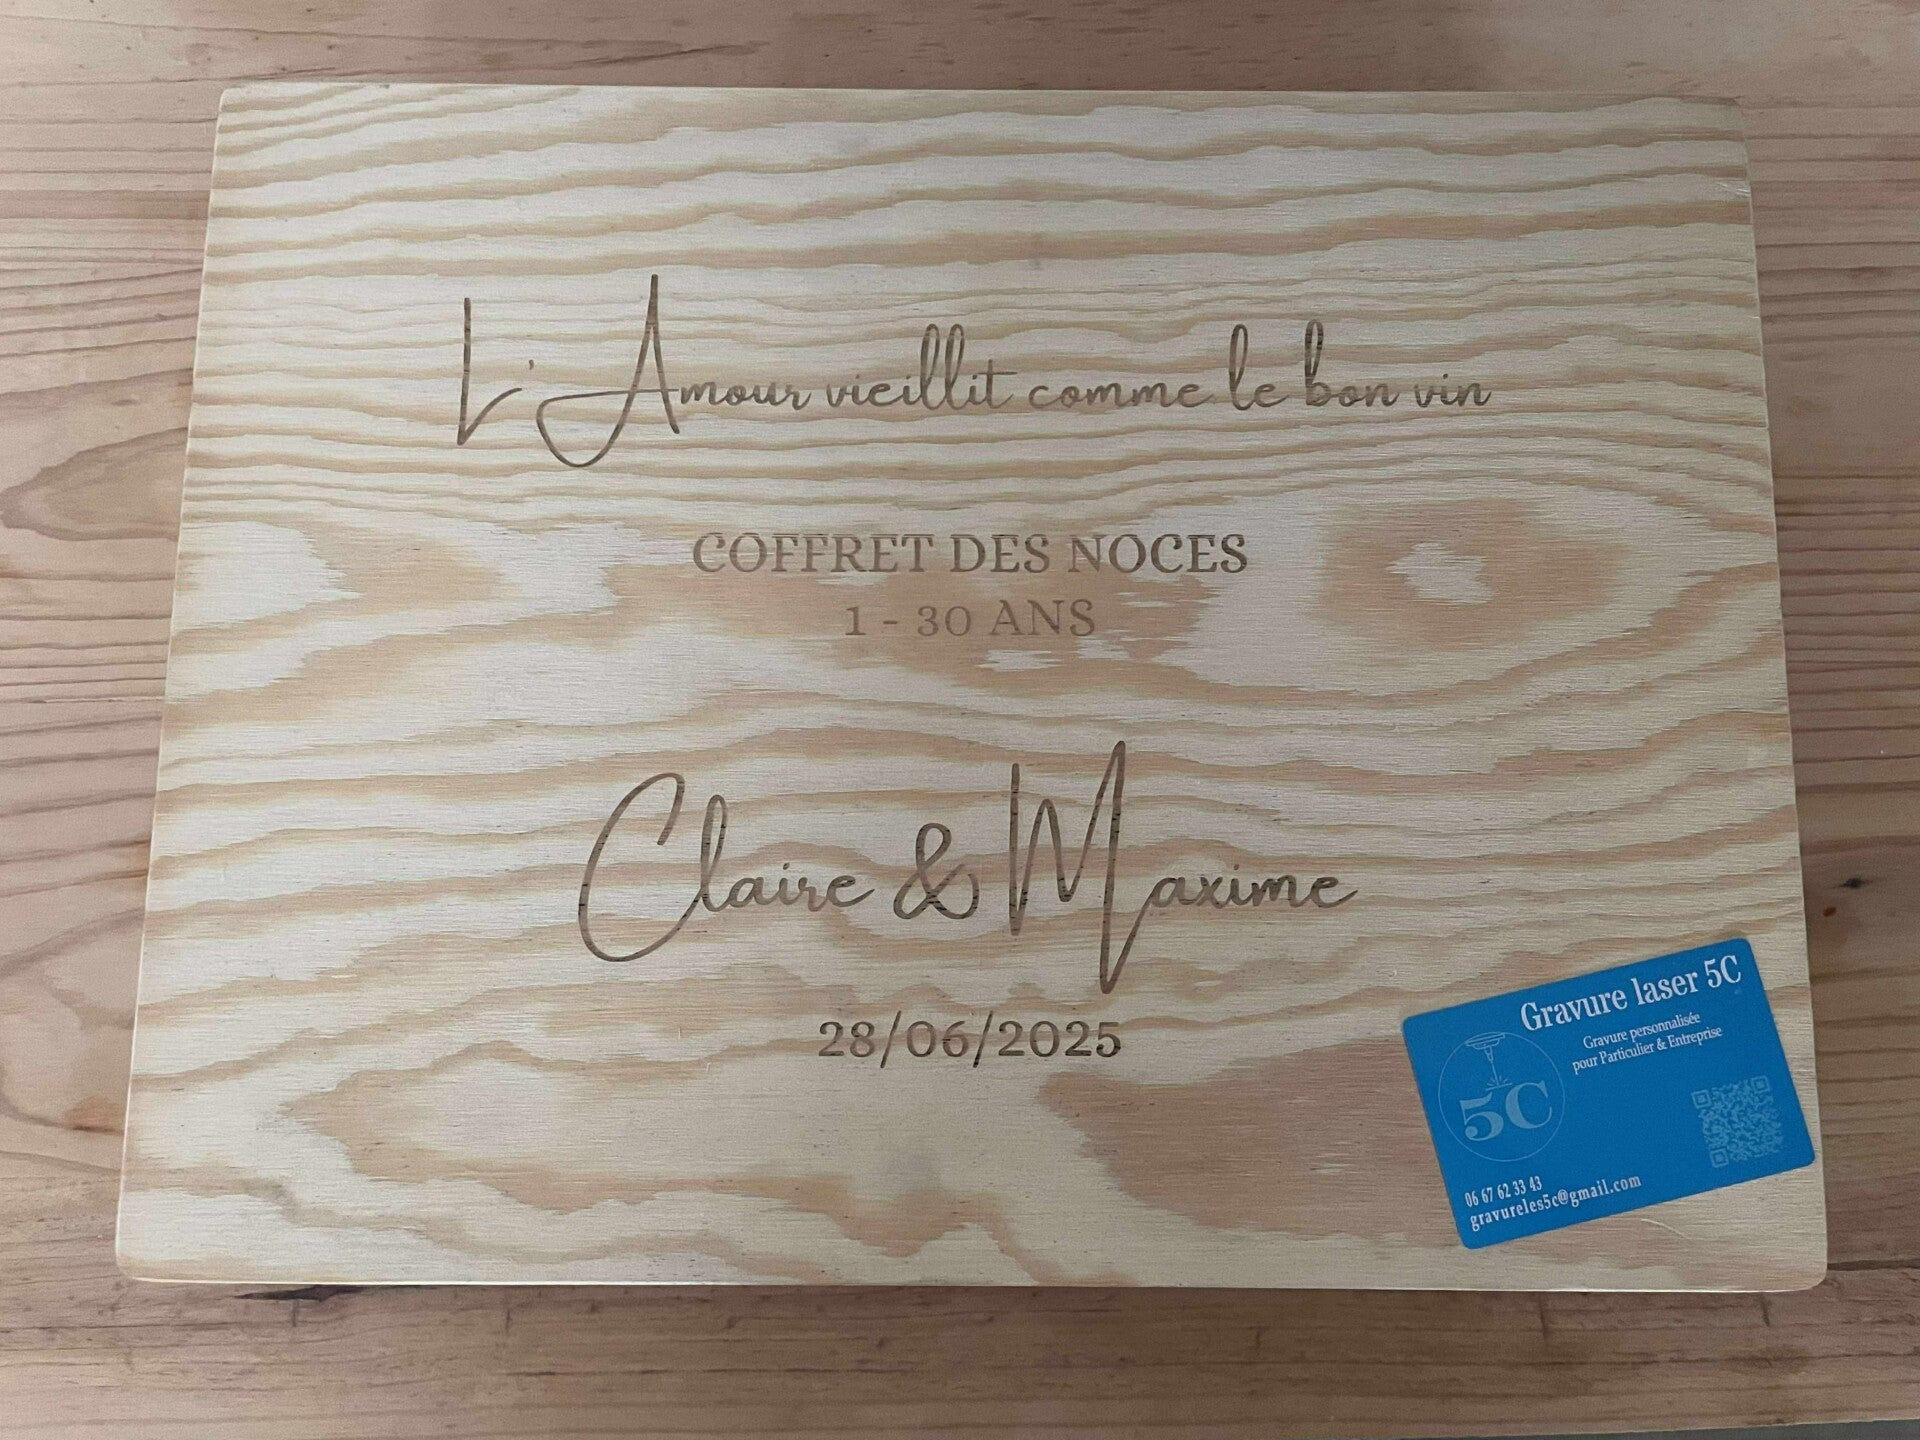 L'Amour vieillit comme le bon vin
COFFRET DES NOCES
1 - 30 ANS
Claire & Maxime
28/06/2025
Gravure laser 5C
Gravure personnalisée
pour Particulier & Entreprise
5C
06 67 62 33 43
gravureles5c@gmail.com